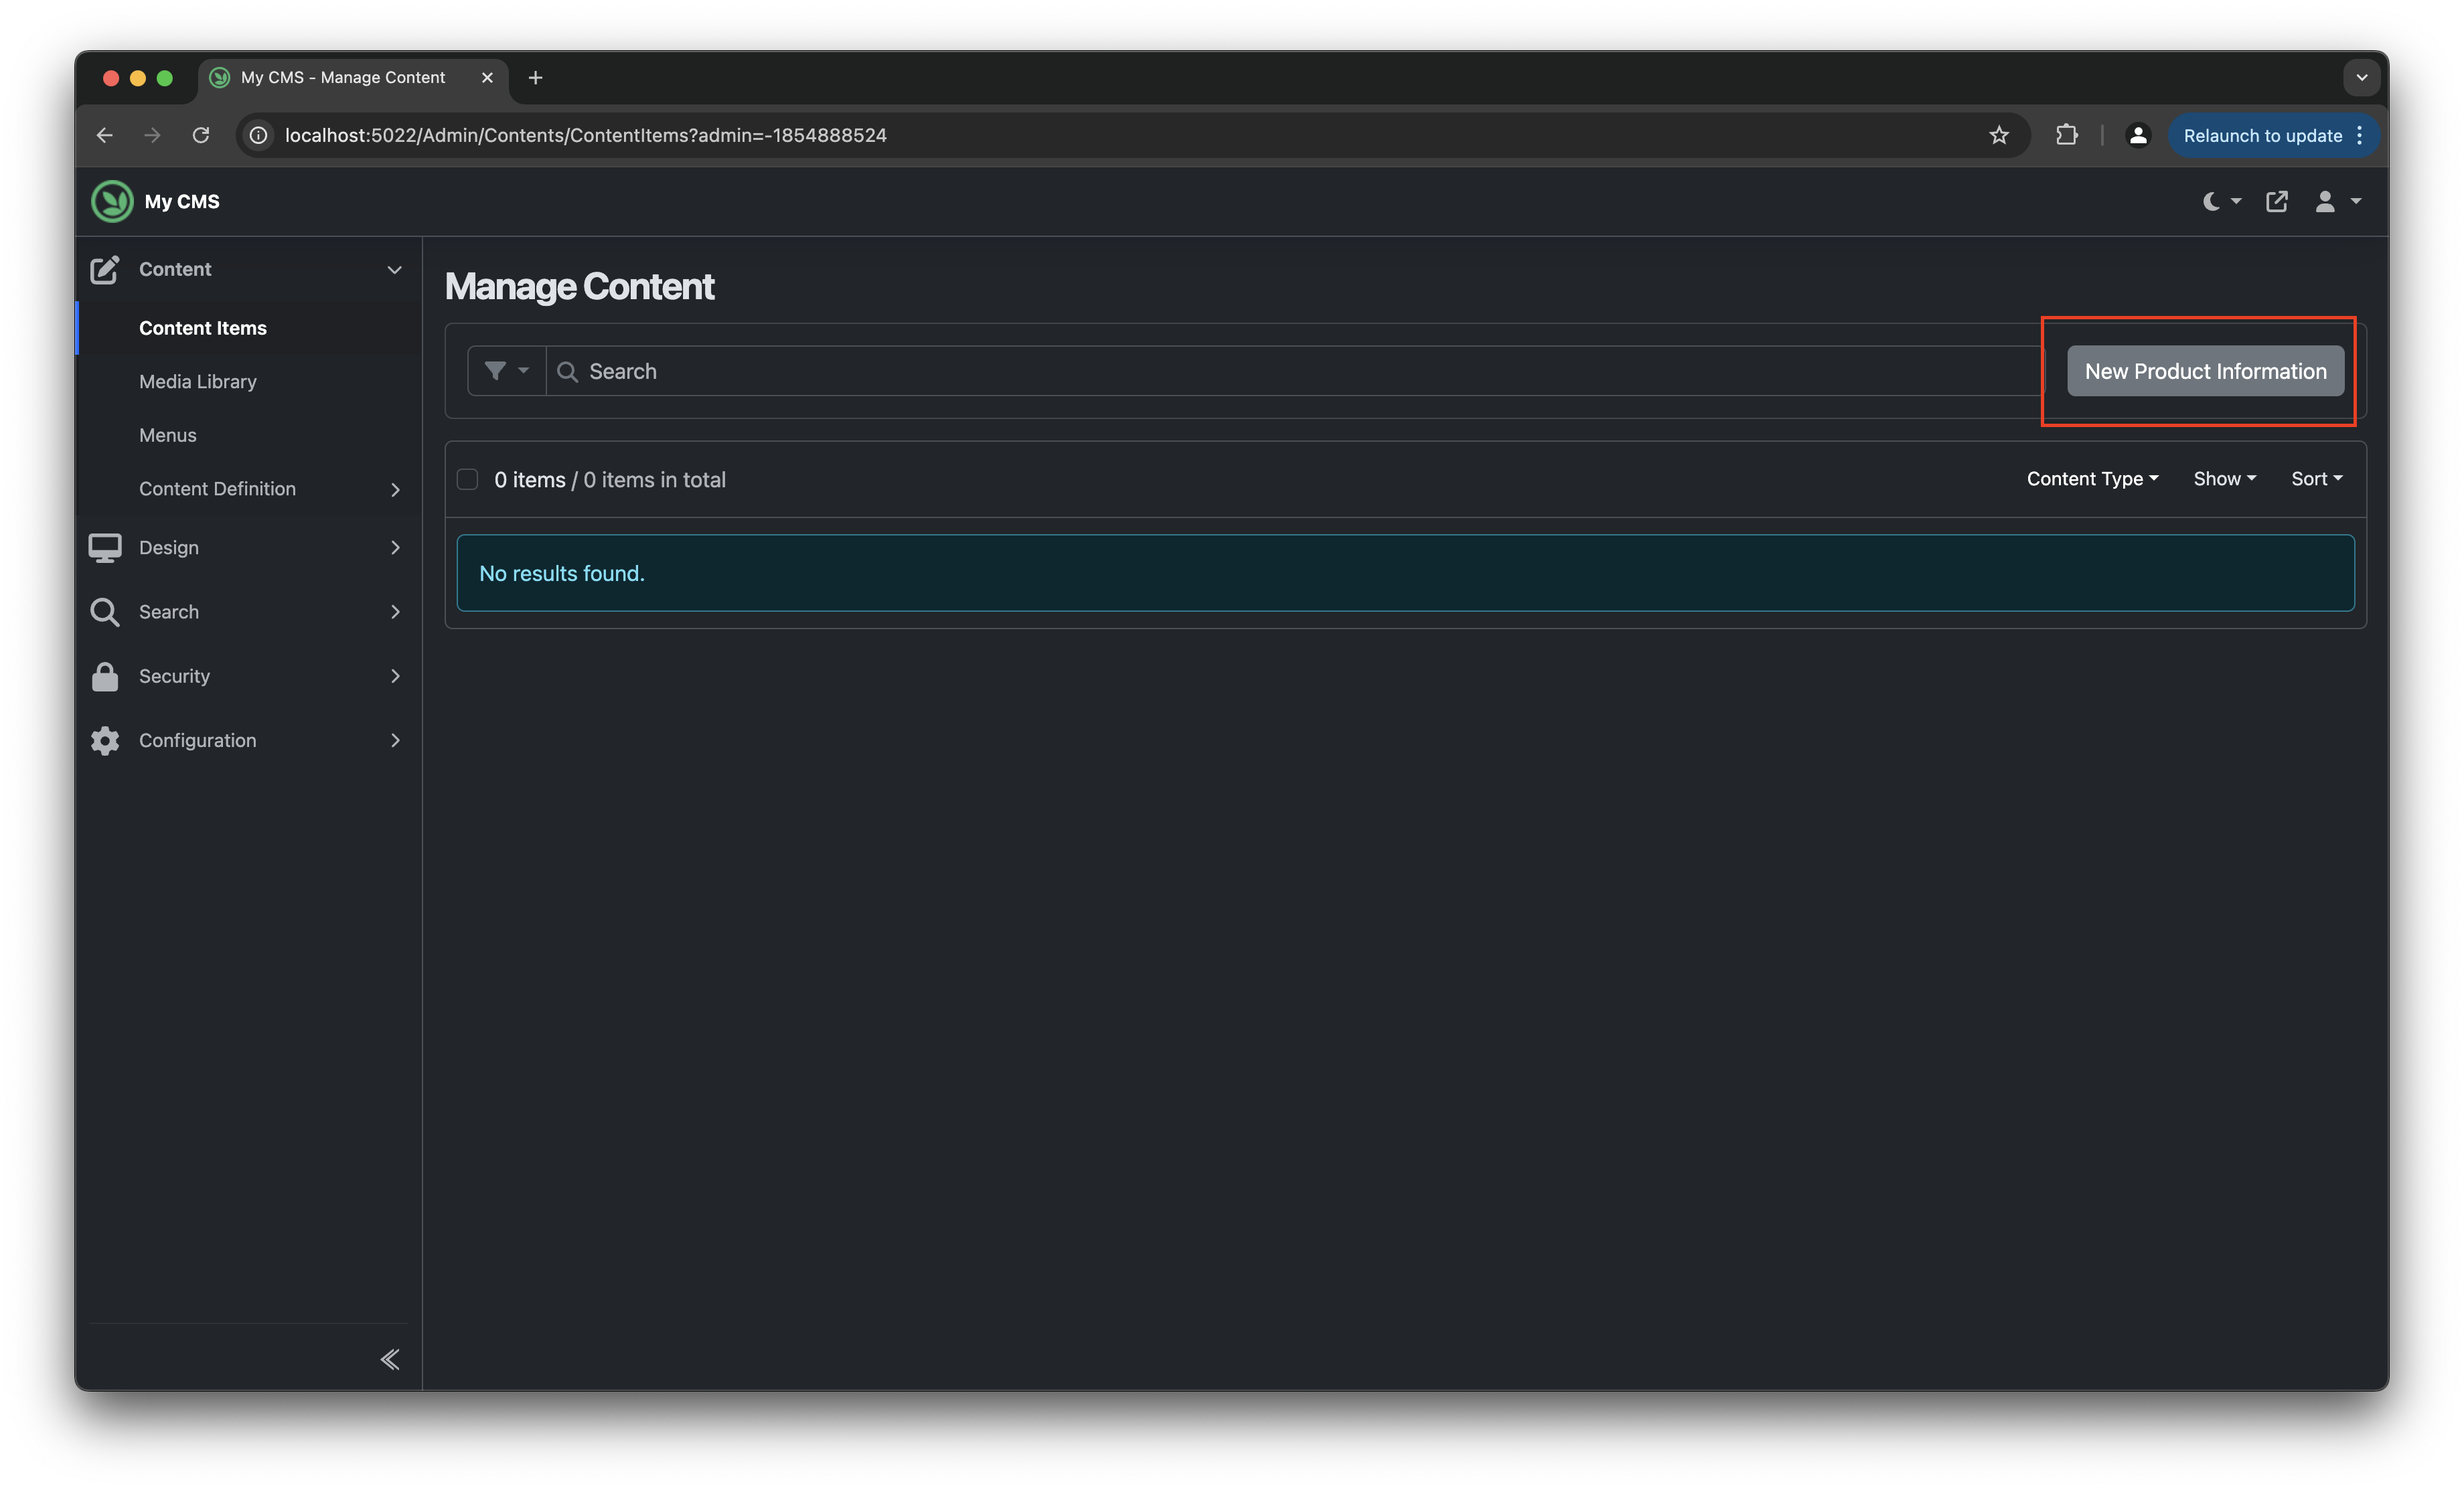 My CMS - Manage Content
localhost:5022/Admin/Contents/ContentItems?admin=-1854888524
Relaunch to update
My CMS
Content
Content Items
Media Library
Menus
Content Definition
Design
Search
Security
Configuration
Manage Content
Search
New Product Information
0 items / 0 items in total
Content Type
Show
Sort
No results found.